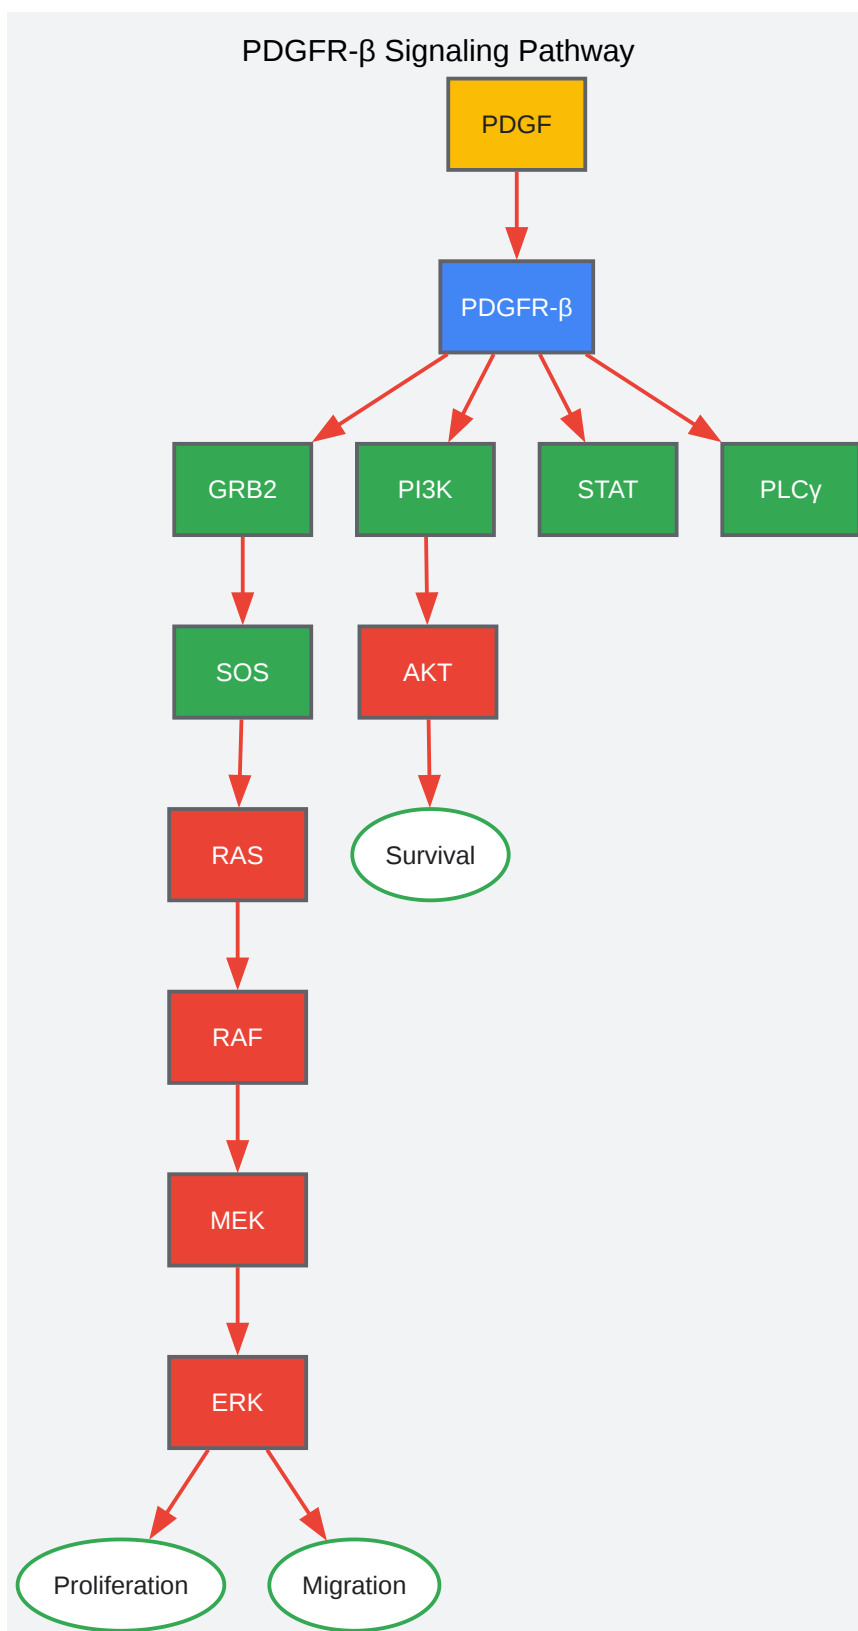 PDGFR-β Signaling Pathway
PDGF
PDGFR-β
GRB2
PI3K
STAT
PLCγ
SOS
AKT
RAS
Survival
RAF
MEK
ERK
Proliferation
Migration